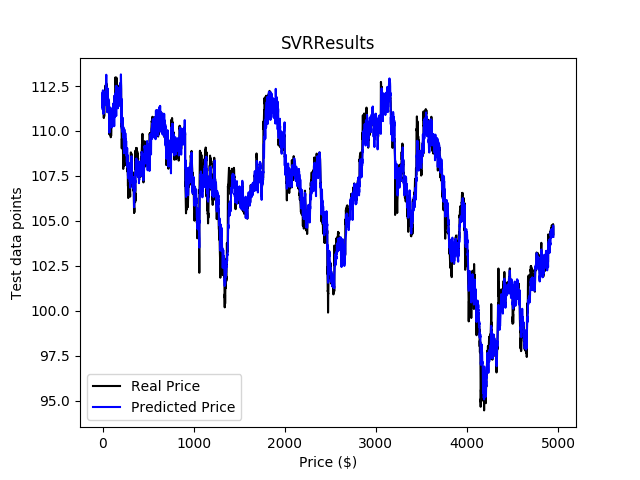 SVRResults
112.5
110.0
107.5
105.0
102.5
100.0
97.5
95.0
Test data points
Real Price
Predicted Price
0 1000 2000 3000 4000 5000
Price ($)